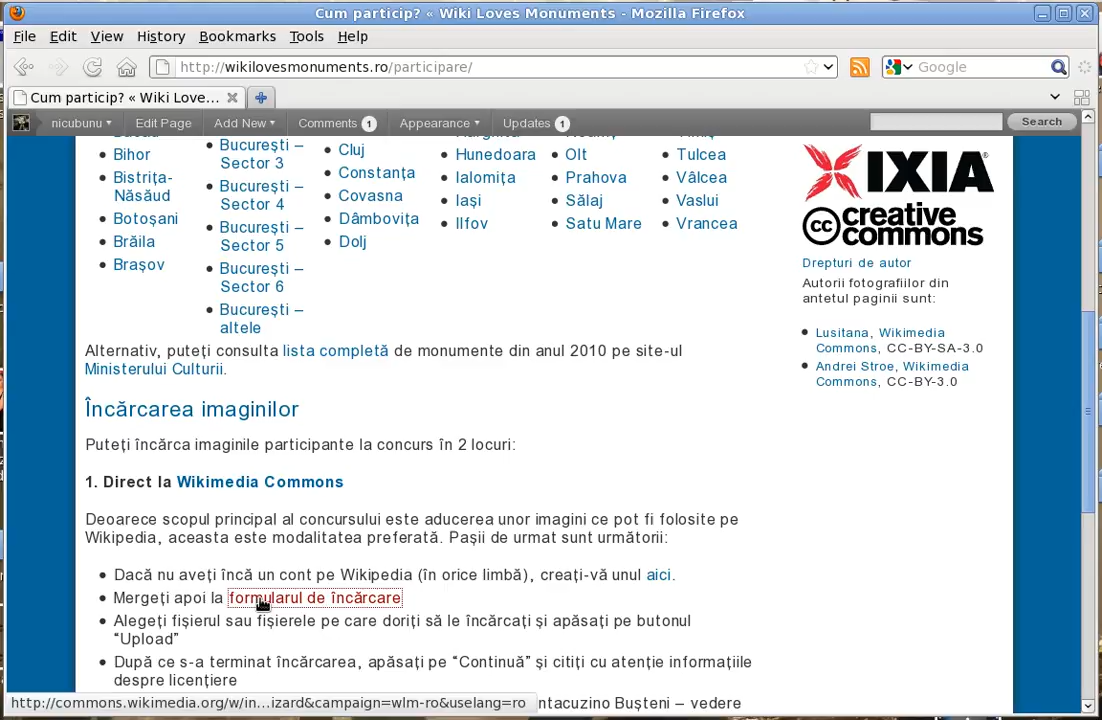 Cum particip? « Wiki Loves Monuments - Mozilla Firefox
File Edit View History Bookmarks Tools Help
http://wikilovesmonuments.ro/participare/
Google
Cum particip? « Wiki Love...
nicubunu Edit Page Add New Comments 1 Appearance Updates 1 Search
Bihor
Bistrița-
Năsăud
Botoșani
Brăila
Brașov
București –
Sector 3
București –
Sector 4
București –
Sector 5
București –
Sector 6
București –
altele
Cluj
Constanța
Covasna
Dâmbovița
Dolj
Hunedoara
Ialomița
Iași
Ilfov
Olt
Prahova
Sălaj
Satu Mare
Tulcea
Vâlcea
Vaslui
Vrancea
Alternativ, puteți consulta lista completă de monumente din anul 2010 pe site-ul
Ministerului Culturii.
Încărcarea imaginilor
Puteți încărca imaginile participante la concurs în 2 locuri:
1. Direct la Wikimedia Commons
Deoarece scopul principal al concursului este aducerea unor imagini ce pot fi folosite pe
Wikipedia, aceasta este modalitatea preferată. Pașii de urmat sunt următorii:
Dacă nu aveți încă un cont pe Wikipedia (în orice limbă), creați-vă unul aici.
Mergeți apoi la formularul de încărcare
Alegeți fișierul sau fișierele pe care doriți să le încărcați și apăsați pe butonul
“Upload”
După ce s-a terminat încărcarea, apăsați pe “Continuă” și citiți cu atenție informațiile
despre licențiere
ntacuzino Bușteni – vedere
http://commons.wikimedia.org/w/in...izard&campaign=wlm-ro&uselang=ro
IXIA
cc creative
commons
Drepturi de autor
Autorii fotografiilor din
antetul paginii sunt:
Lusitana, Wikimedia
Commons, CC-BY-SA-3.0
Andrei Stroe, Wikimedia
Commons, CC-BY-3.0